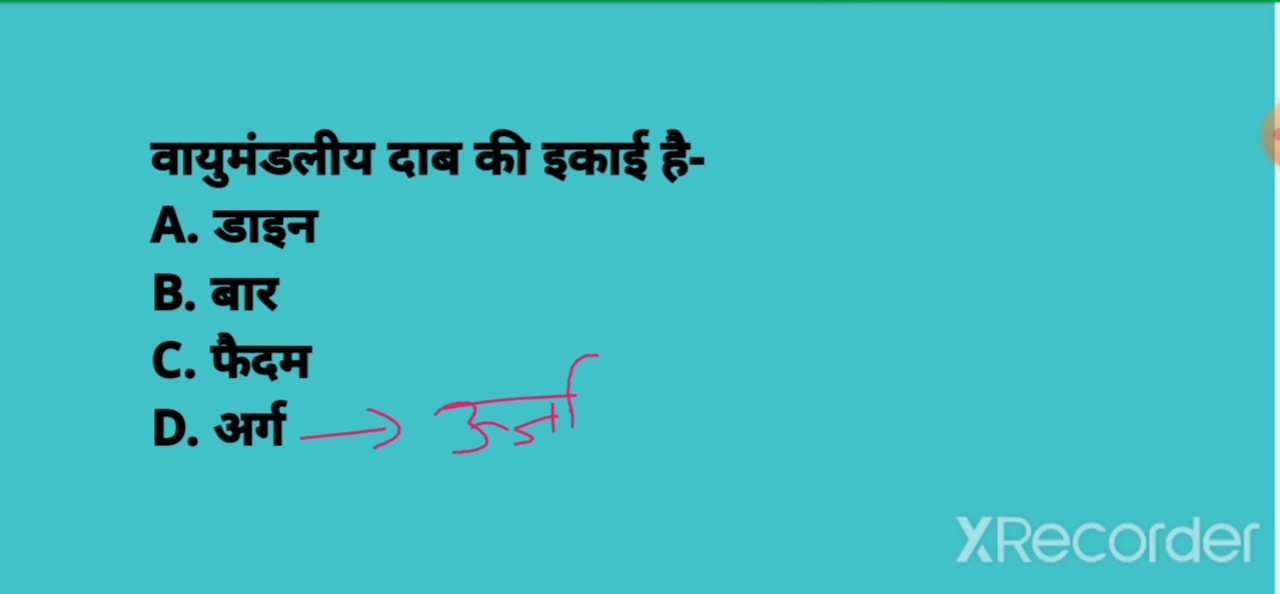 वायुमंडलीय दाब की इकाई है-
A. डाइन
B. बार
C. फैदम
D. अर्ग → ऊर्जा
XRecorder